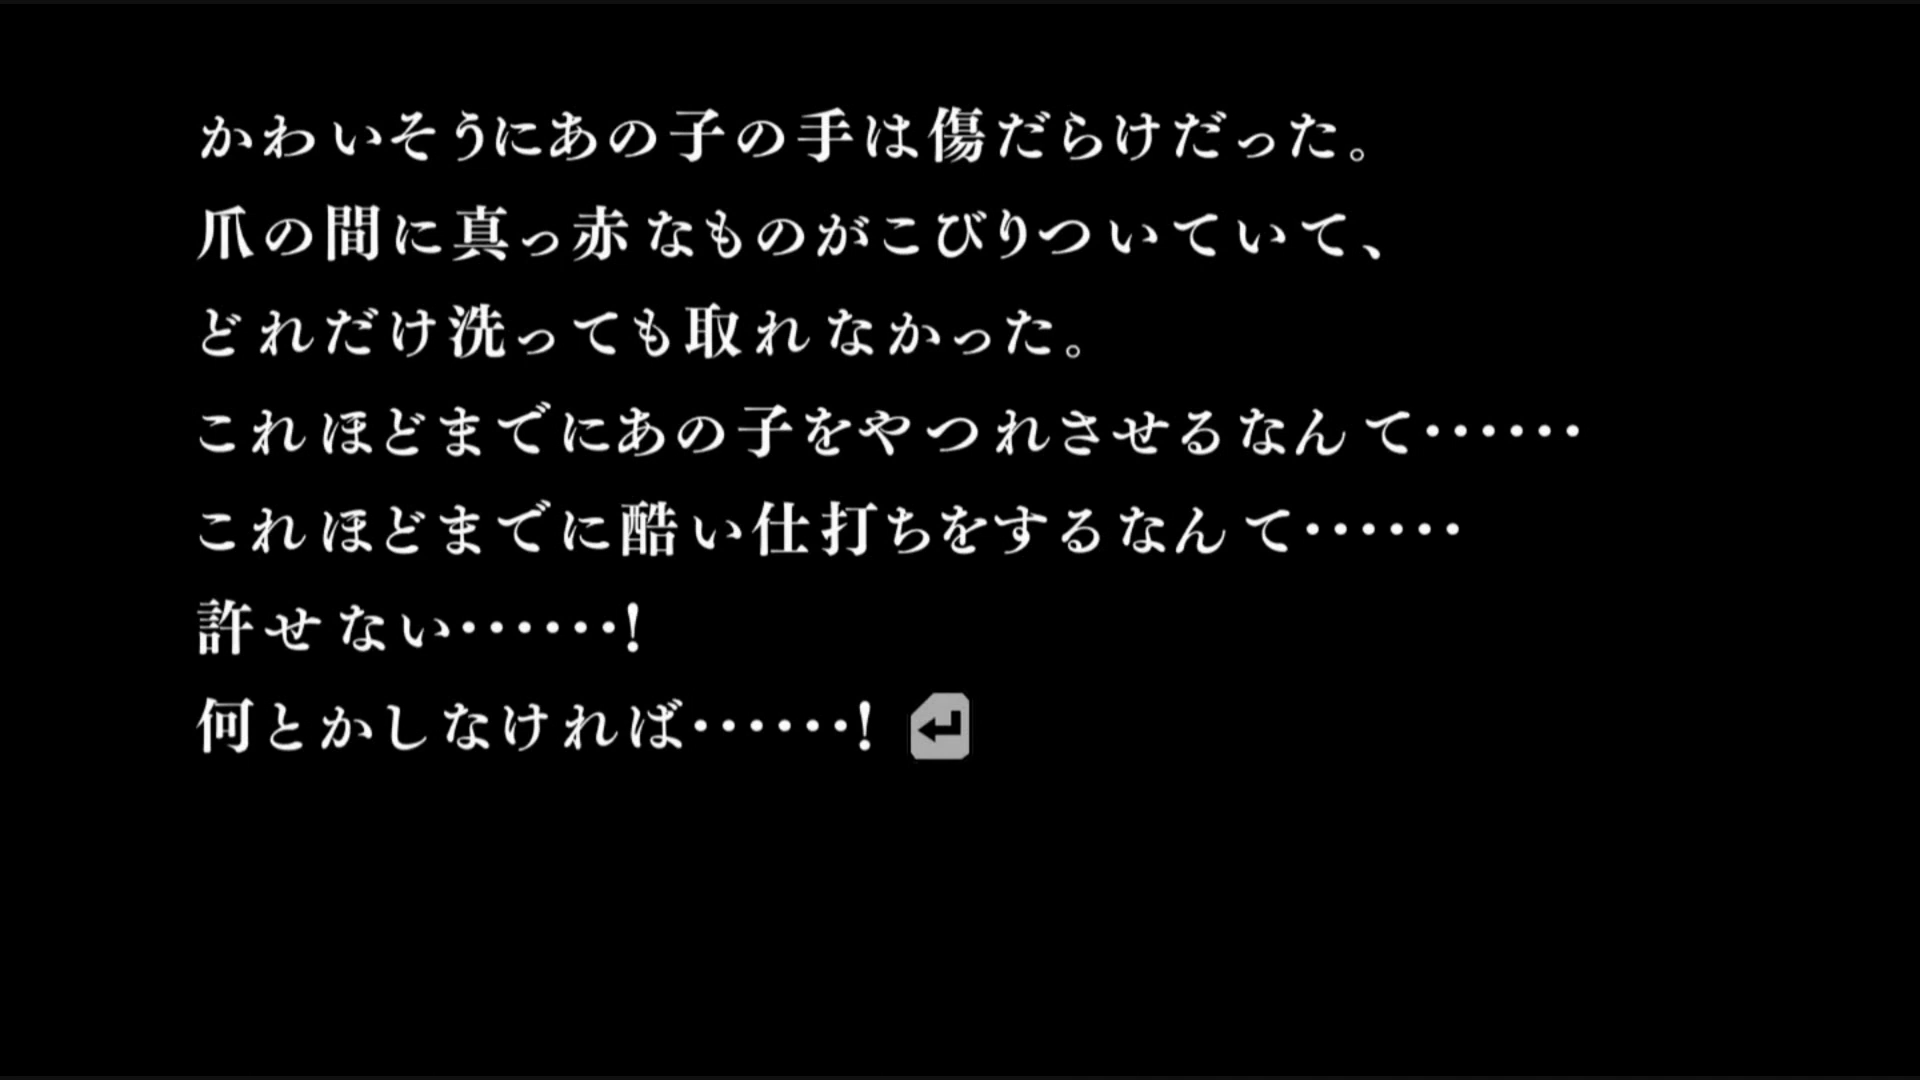 かわいそうにあの子の手は傷だらけだった。
爪の間に真っ赤なものがこびりついていて、
どれだけ洗っても取れなかった。
これほどまでにあの子をやつれさせるなんて……
これほどまでに酷い仕打ちをするなんて……
許せない……！
何とかしなければ……！